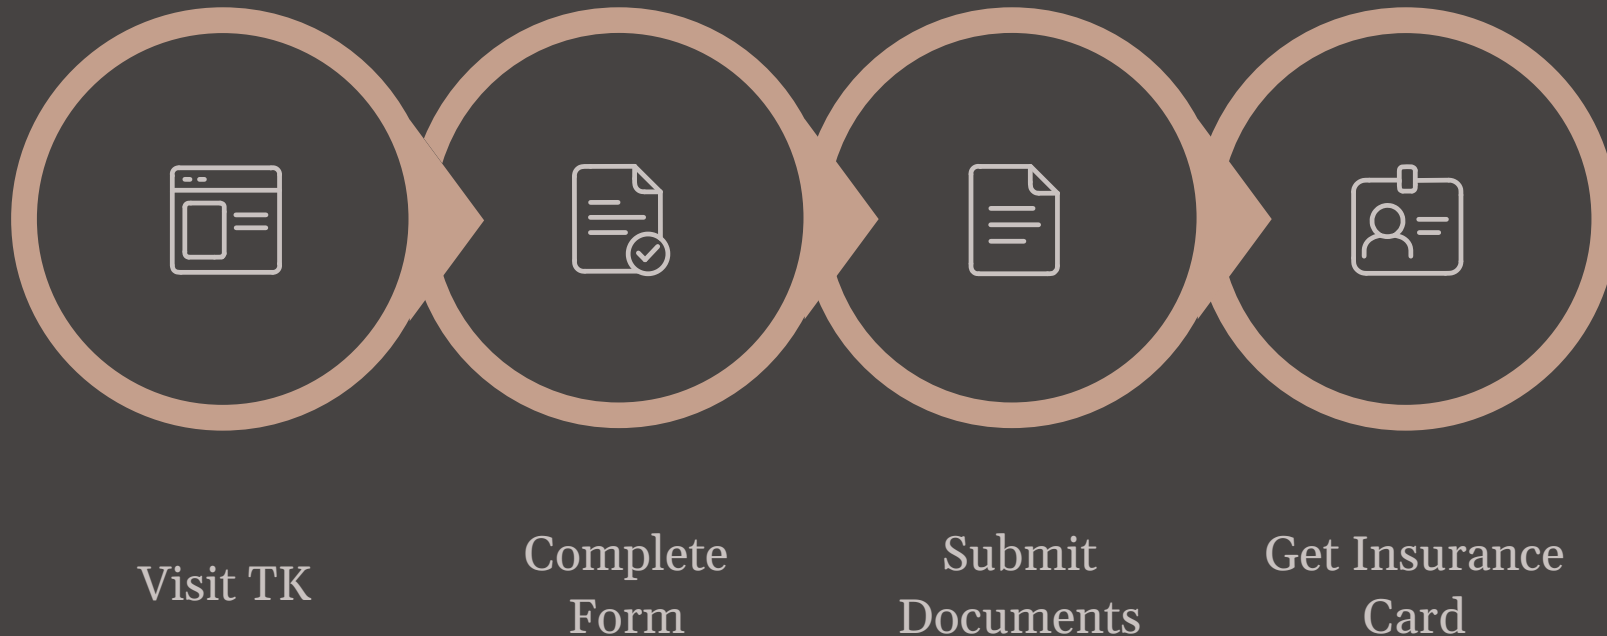 Visit TK
Complete
Form
Submit
Documents
Get Insurance
Card